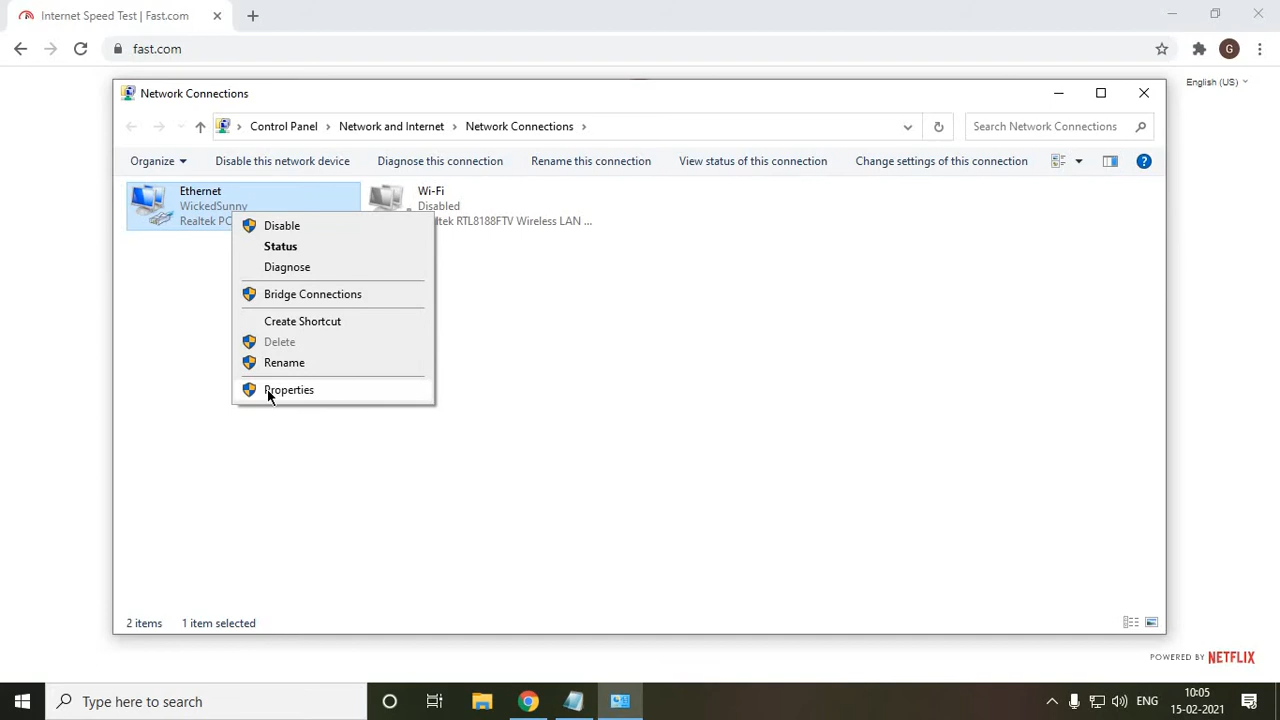 Internet Speed Test | Fast.com
fast.com
G
English (US)
Network Connections
Control Panel Network and Internet Network Connections
Search Network Connections
Organize Disable this network device Diagnose this connection Rename this connection View status of this connection Change settings of this connection
Ethernet
WickedSunny
Realtek PC
Wi-Fi
Disabled
ltek RTL8188FTV Wireless LAN ...
Disable
Status
Diagnose
Bridge Connections
Create Shortcut
Delete
Rename
Properties
2 items 1 item selected
POWERED BY NETFLIX
Type here to search
ENG
10:05
15-02-2021